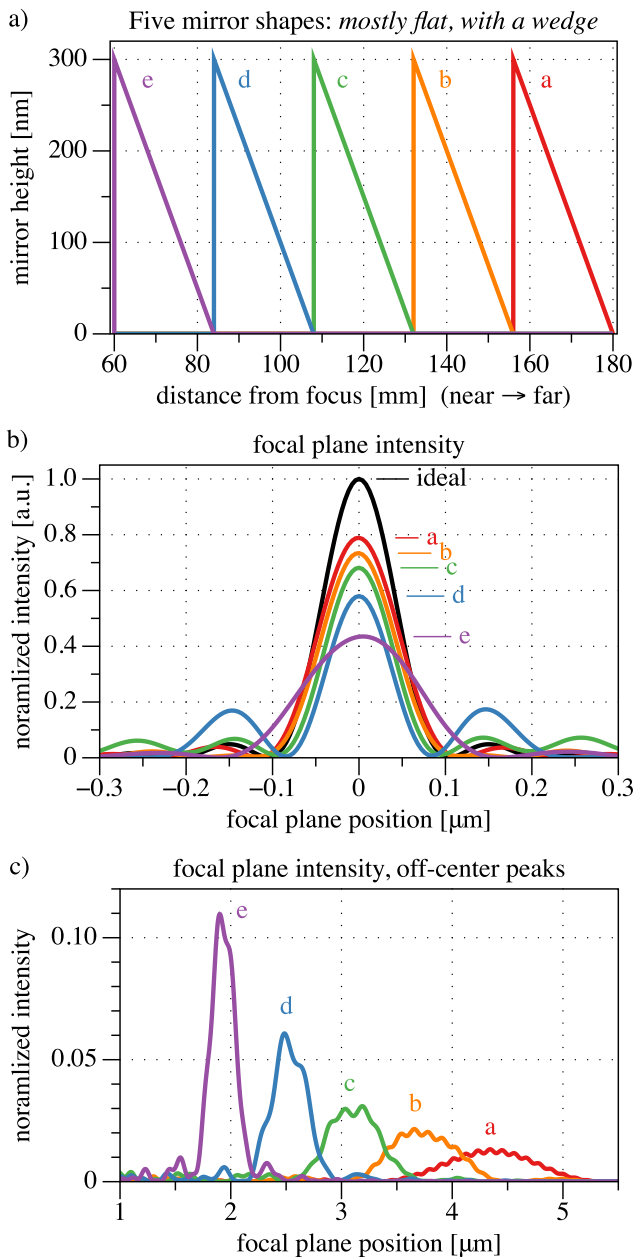 a)
Five mirror shapes: mostly flat, with a wedge
mirror height [nm]
300
200
100
0
e
d
c
b
a
60
80
100
120
140
160
180
distance from focus [mm] (near → far)
b)
focal plane intensity
noramlized intensity [a.u.]
1.0
0.8
0.6
0.4
0.2
0
ideal
a
b
c
d
e
−0.3
−0.2
−0.1
0
0.1
0.2
0.3
focal plane position [μm]
c)
focal plane intensity, off-center peaks
noramlized intensity
0.10
0.05
0
e
d
c
b
a
1
2
3
4
5
focal plane position [μm]